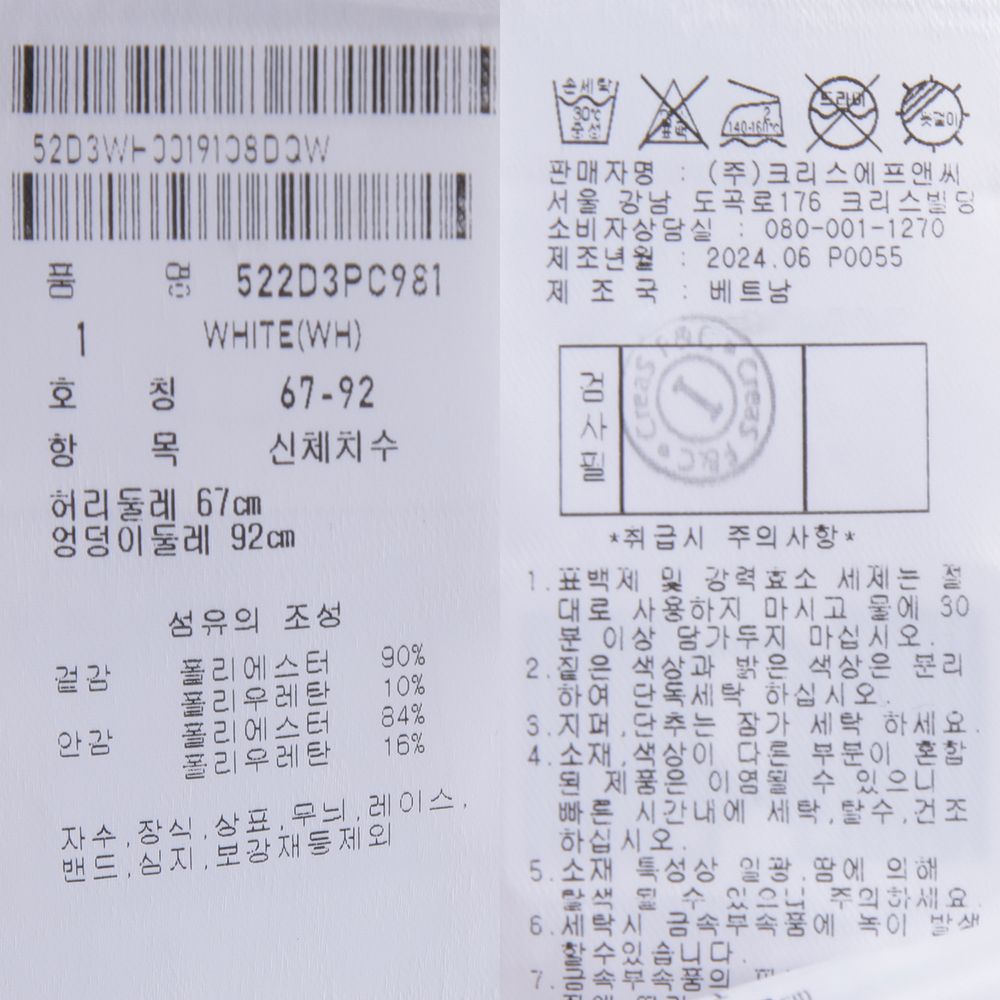 52D3WH0019108DQW
품 명 522D3PC981
1 WHITE(WH)
호 칭 67-92
항 목 신체치수
허리둘레 67㎝
엉덩이둘레 92㎝
섬유의 조성
겉감 폴리에스터 90%
폴리우레탄 10%
안감 폴리에스터 84%
폴리우레탄 16%
자수,장식,상표,무늬,레이스,
밴드,심지,보강재등제외
손세탁 30℃ 중성
표백
2 140-160℃
드라이
옷걸이
판매자명 : (주)크리스에프앤씨
서울 강남 도곡로176 크리스빌딩
소비자상담실 : 080-001-1270
제조년월 : 2024.06 P0055
제 조 국 : 베트남
검사필
Creas F&C
*취급시 주의사항*
1.표백제 및 강력효소 세제는 절
대로 사용하지 마시고 물에 30
분 이상 담가두지 마십시오.
2.짙은 색상과 밝은 색상은 분리
하여 단독세탁 하십시오.
3.지퍼,단추는 잠가 세탁 하세요.
4.소재,색상이 다른 부분이 혼합
된 제품은 이염될 수 있으니
빠른 시간내에 세탁,탈수,건조
하십시오.
5.소재 특성상 일광,땀에 의해
탈색 될 수 있으니 주의하세요.
6.세탁시 금속부속품에 녹이 발생
할수있습니다.
7.금속부속품의